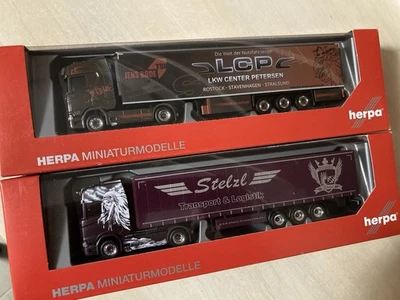 Die Welt der Nutzfahrzeuge
LCP
LKW CENTER PETERSEN
ROSTOCK - STAVENHAGEN - STRALSUND
herpa
HERPA MINIATURMODELLE
Stelzl
Transport & Logistik
herpa
HERPA MINIATURMODELLE